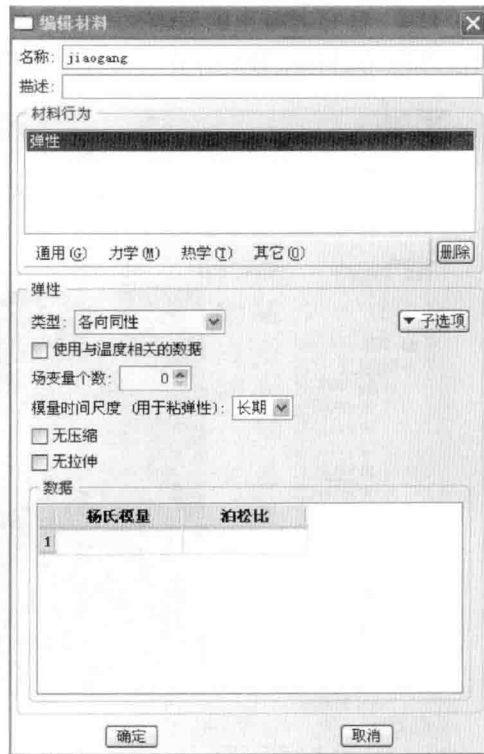 编辑材料
名称: jiaogang
描述:
材料行为
弹性
通用(G) 力学(M) 热学(T) 其它(O) 删除
弹性
类型: 各向同性 子选项
使用与温度相关的数据
场变量个数: 0
模量时间尺度 (用于粘弹性): 长期
无压缩
无拉伸
数据
杨氏模量 泊松比
1
确定 取消